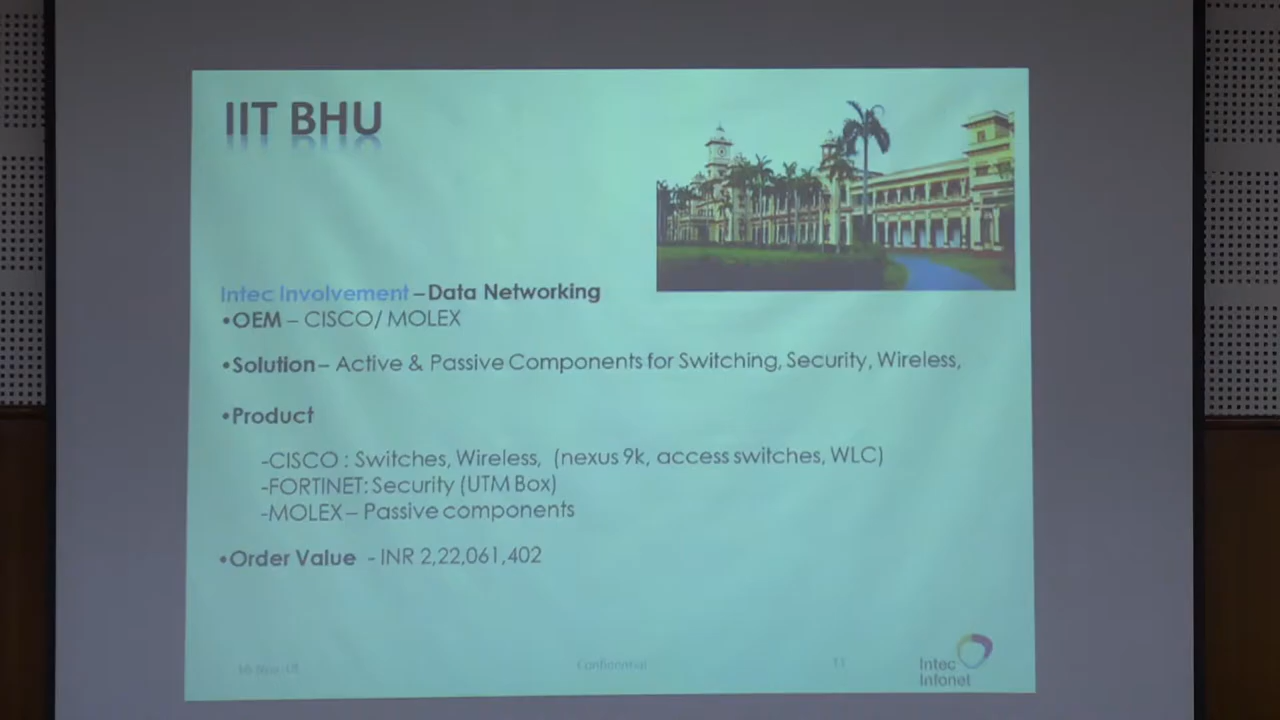 IIT BHU
Intec Involvement – Data Networking
•OEM – CISCO/ MOLEX
•Solution – Active & Passive Components for Switching, Security, Wireless,
•Product
-CISCO : Switches, Wireless, (nexus 9k, access switches, WLC)
-FORTINET: Security (UTM Box)
-MOLEX – Passive components
•Order Value - INR 2,22,061,402
Confidential
Intec
Infonet